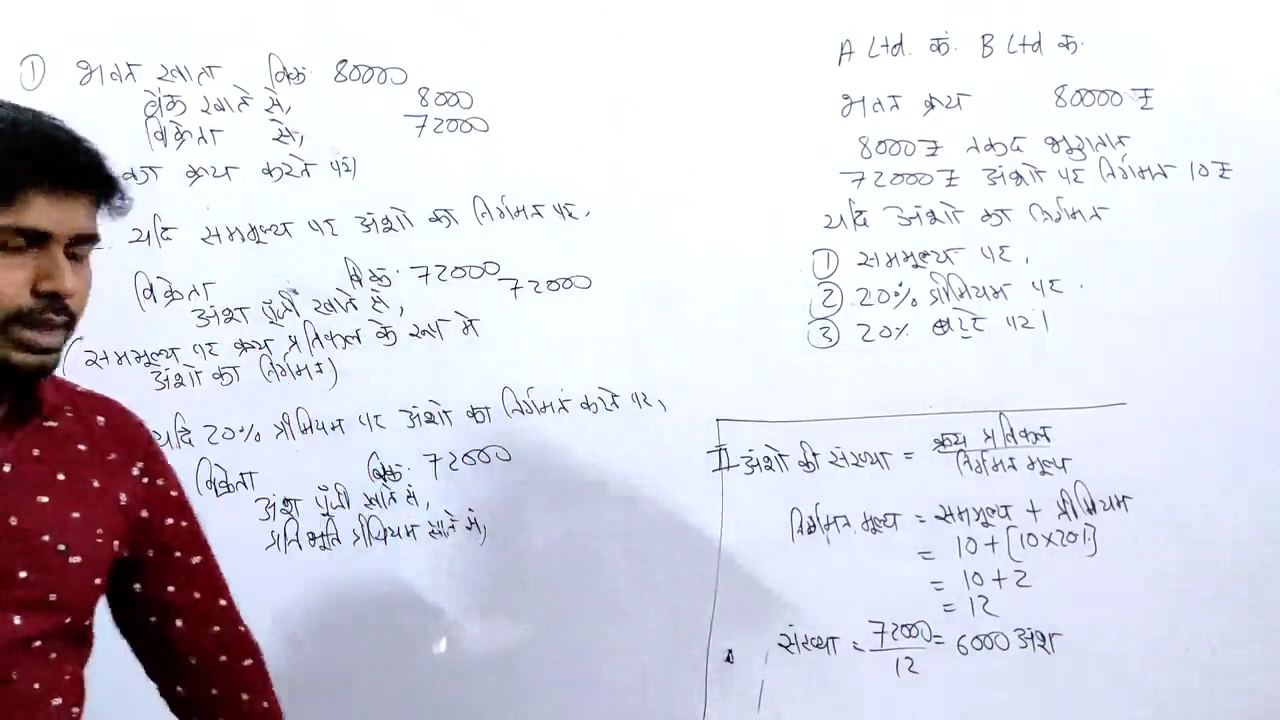 ① भवन खाता विक. 80000
बैंक खाते से, 8000
विक्रेता से, 72000
का क्रय करने पर)
यदि सममूल्य पर अंशो का निर्गमन पर,
विक्रेता विक. 72000
अंश पूँजी खाते से, 72000
(सममूल्य पर क्रय प्रतिफल के रूप मे
अंशो का निर्गमन)
यदि 20% प्रीमियम पर अंशो का निर्गमन करने पर,
विक्रेता विक. 72000
अंश पूँजी खाते से,
प्रतिभूति प्रीमियम खाते से,
A Ltd. कं. B Ltd कं.
भवन क्रय 80000 ₹
8000 ₹ नकद भुगतान
72000 ₹ अंशो पर निर्गमन 10 ₹
यदि अंशो का निर्गमन
① सममूल्य पर,
② 20% प्रीमियम पर.
③ 20% बट्टे पर।
II अंशो की संख्या = क्रय प्रतिफल
निर्गमन मूल्य
निर्गमन मूल्य = सममूल्य + प्रीमियम
= 10 + [10×20%]
= 10 + 2
= 12
संख्या = 72000 = 6000 अंश
12